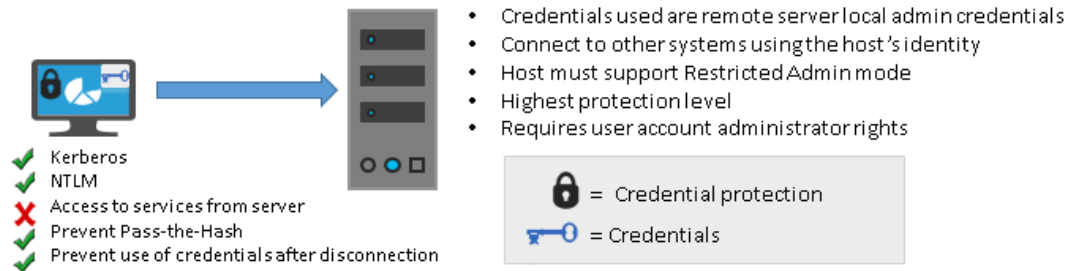 Kerberos
NTLM
Access to services from server
Prevent Pass-the-Hash
Prevent use of credentials after disconnection
• Credentials used are remote server local admin credentials
• Connect to other systems using the host's identity
• Host must support Restricted Admin mode
• Highest protection level
• Requires user account administrator rights
= Credential protection
= Credentials